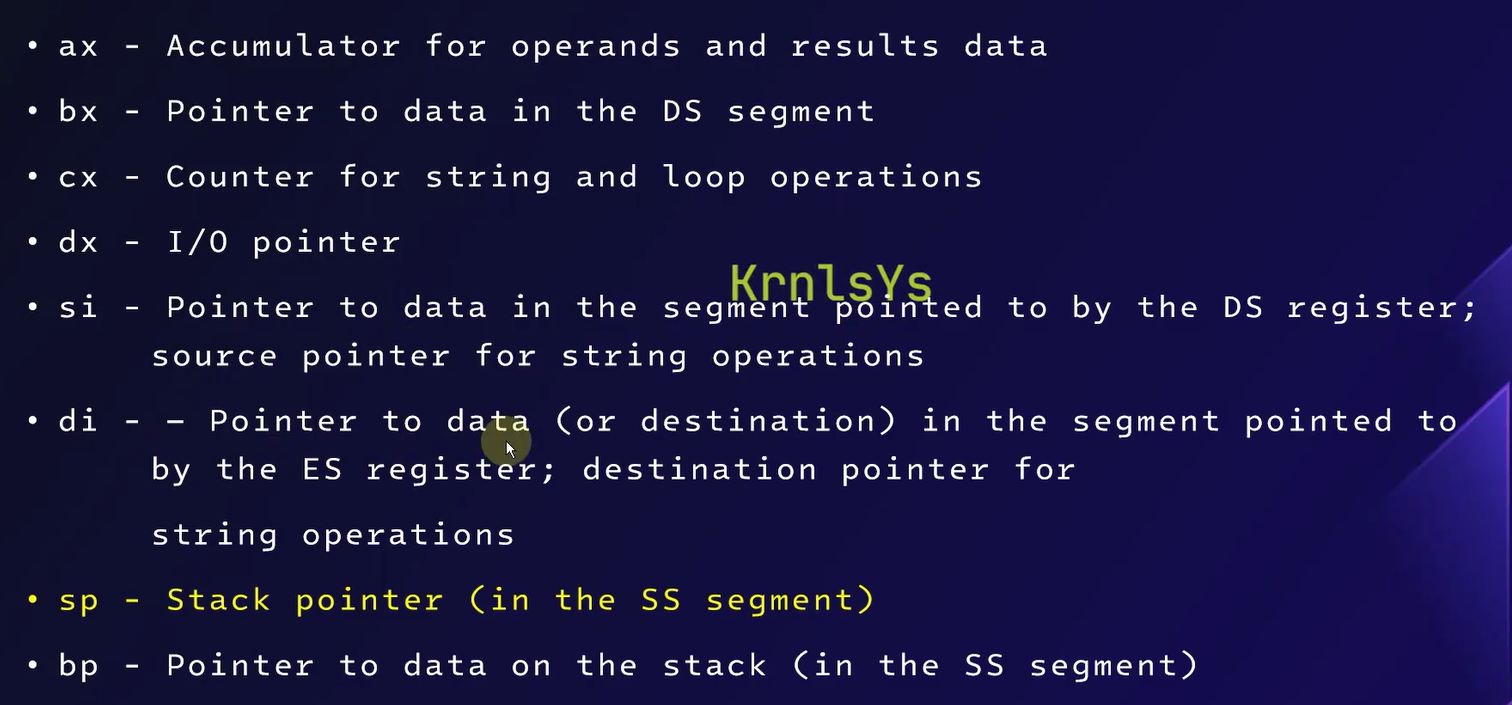 • ax - Accumulator for operands and results data
• bx - Pointer to data in the DS segment
• cx - Counter for string and loop operations
• dx - I/O pointer
KrnlsYs
• si - Pointer to data in the segment pointed to by the DS register;
source pointer for string operations
• di - — Pointer to data (or destination) in the segment pointed to
by the ES register; destination pointer for
string operations
• sp - Stack pointer (in the SS segment)
• bp - Pointer to data on the stack (in the SS segment)